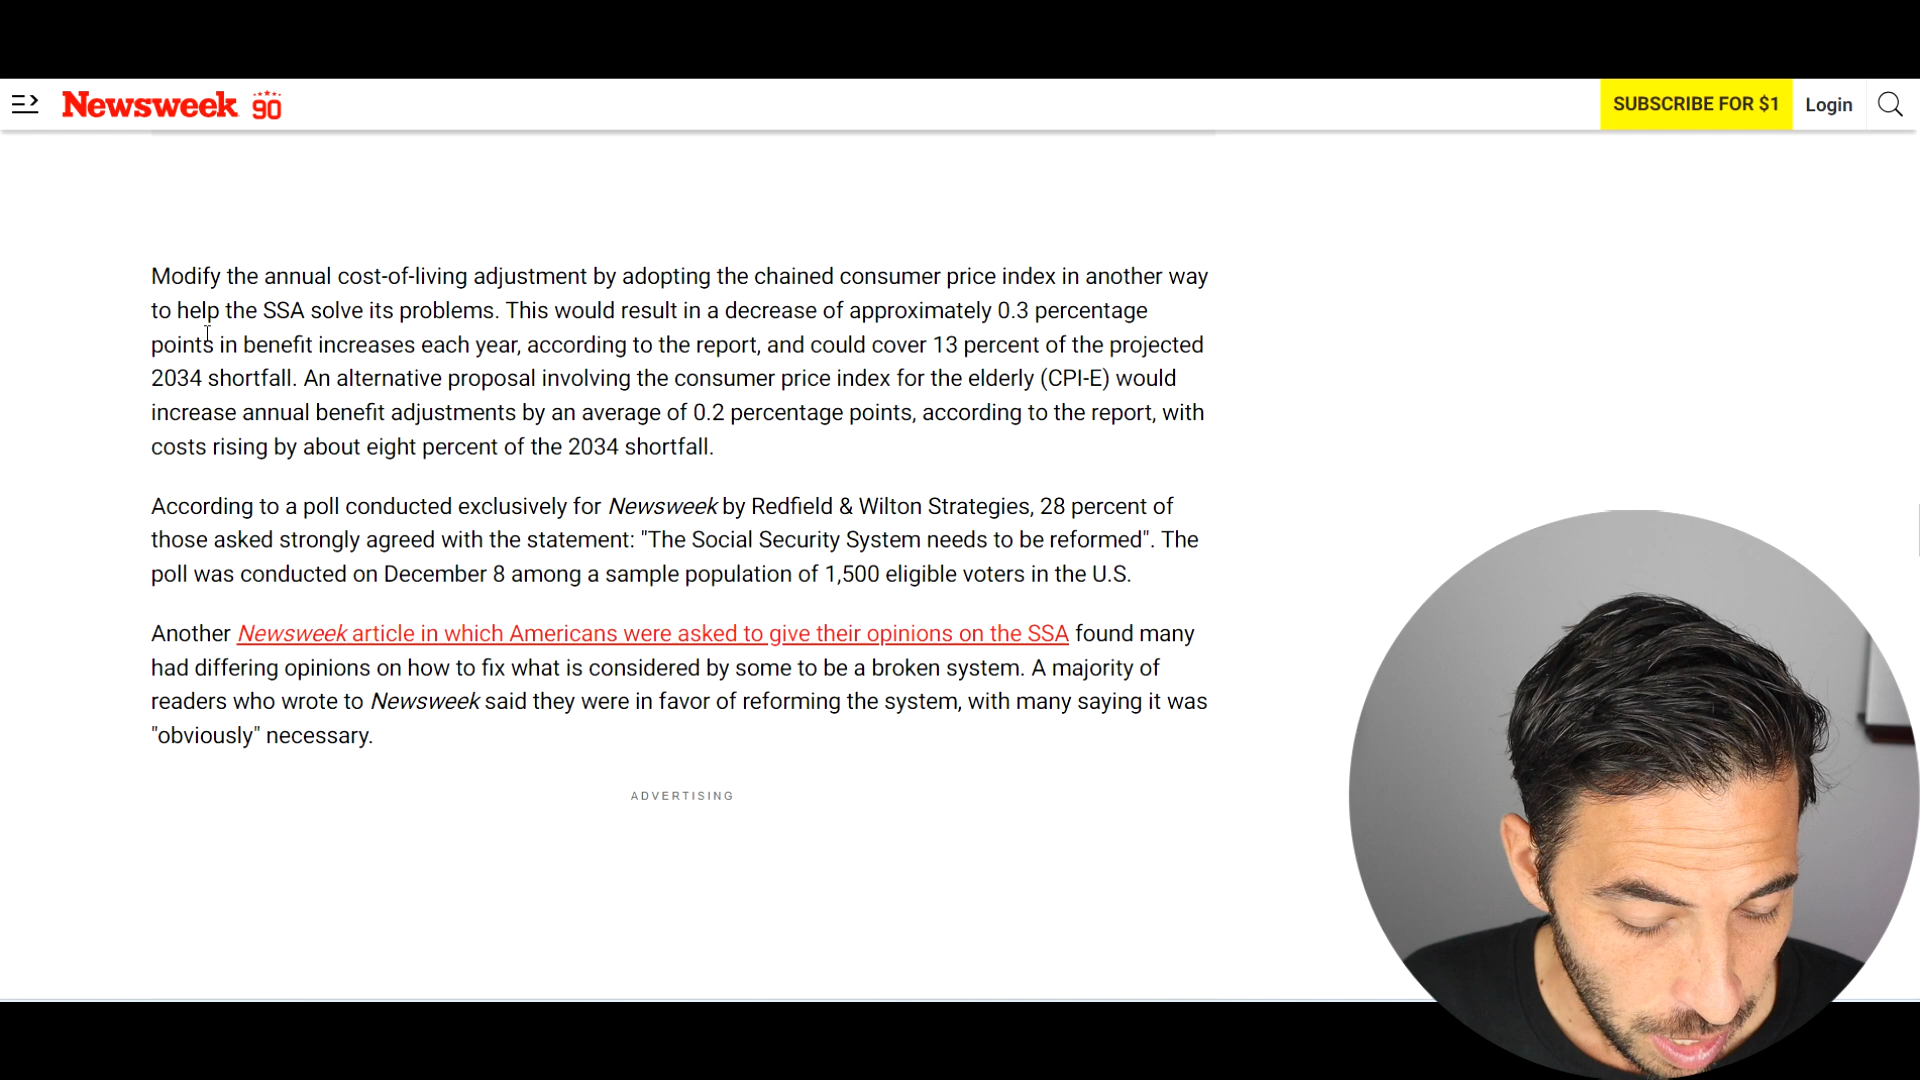 Newsweek 90
SUBSCRIBE FOR $1
Login
Modify the annual cost-of-living adjustment by adopting the chained consumer price index in another way
to help the SSA solve its problems. This would result in a decrease of approximately 0.3 percentage
points in benefit increases each year, according to the report, and could cover 13 percent of the projected
2034 shortfall. An alternative proposal involving the consumer price index for the elderly (CPI-E) would
increase annual benefit adjustments by an average of 0.2 percentage points, according to the report, with
costs rising by about eight percent of the 2034 shortfall.
According to a poll conducted exclusively for Newsweek by Redfield & Wilton Strategies, 28 percent of
those asked strongly agreed with the statement: "The Social Security System needs to be reformed". The
poll was conducted on December 8 among a sample population of 1,500 eligible voters in the U.S.
Another Newsweek article in which Americans were asked to give their opinions on the SSA found many
had differing opinions on how to fix what is considered by some to be a broken system. A majority of
readers who wrote to Newsweek said they were in favor of reforming the system, with many saying it was
"obviously" necessary.
ADVERTISING